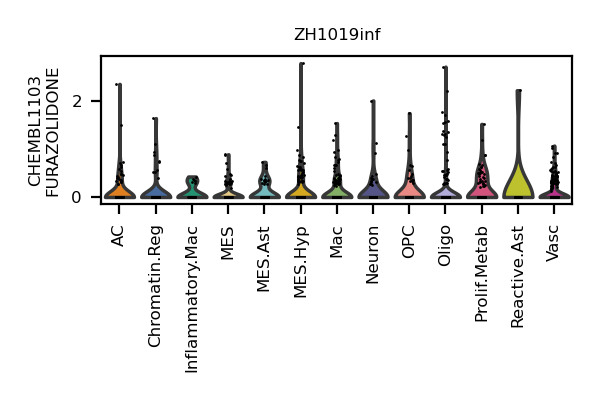 ZH1019inf
CHEMBL1103
FURAZOLIDONE
2
0
AC
Chromatin.Reg
Inflammatory.Mac
MES
MES.Ast
MES.Hyp
Mac
Neuron
OPC
Oligo
Prolif.Metab
Reactive.Ast
Vasc